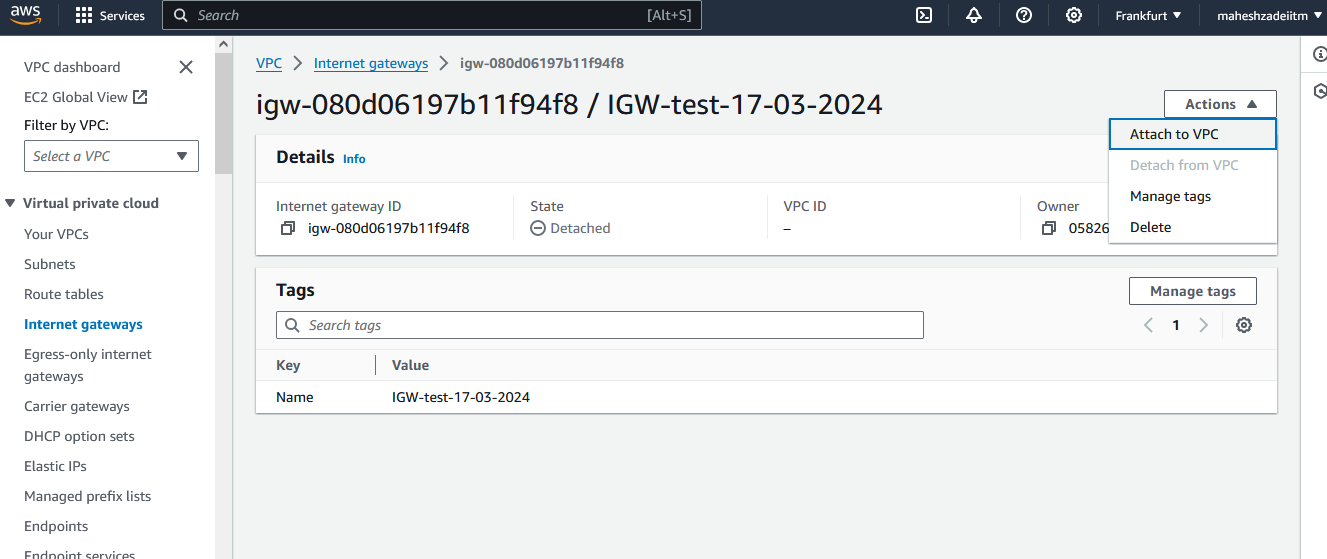 aws
Services
Search [Alt+S]
Frankfurt
maheshzadeiitm
VPC dashboard
EC2 Global View
Filter by VPC:
Select a VPC
Virtual private cloud
Your VPCs
Subnets
Route tables
Internet gateways
Egress-only internet
gateways
Carrier gateways
DHCP option sets
Elastic IPs
Managed prefix lists
Endpoints
Endpoint services
VPC
Internet gateways
igw-080d06197b11f94f8
igw-080d06197b11f94f8 / IGW-test-17-03-2024
Actions
Attach to VPC
Detach from VPC
Manage tags
Delete
Details Info
Internet gateway ID
igw-080d06197b11f94f8
State
Detached
VPC ID
–
Owner
05826
Tags
Manage tags
Search tags
1
Key Value
Name IGW-test-17-03-2024